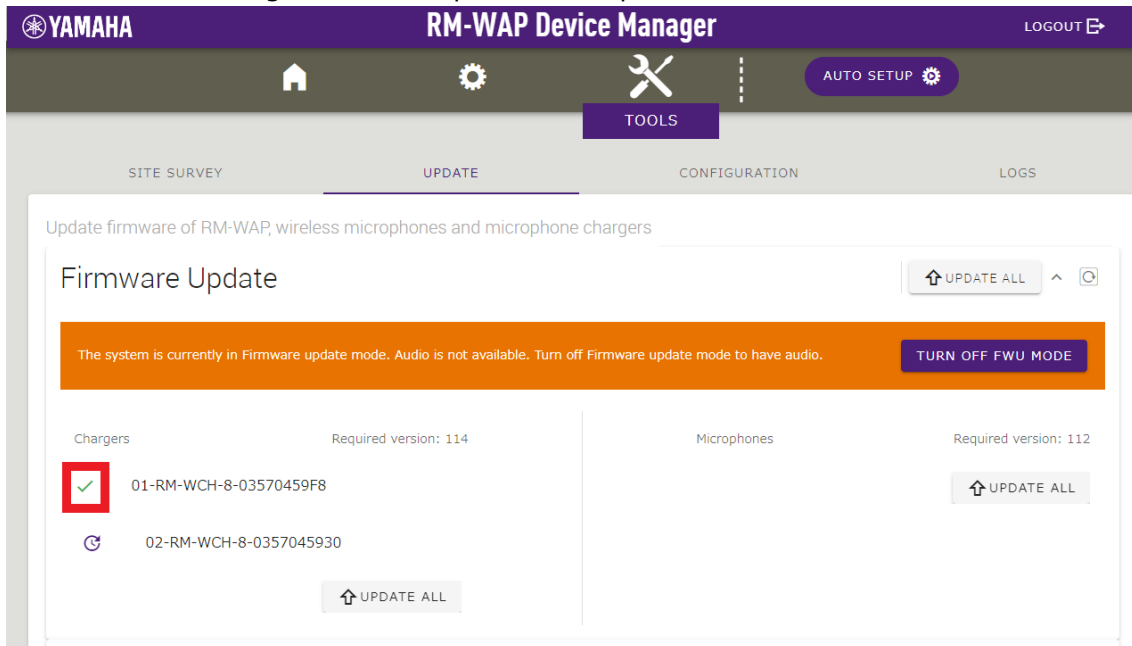 YAMAHA
RM-WAP Device Manager
LOGOUT
AUTO SETUP
TOOLS
SITE SURVEY
UPDATE
CONFIGURATION
LOGS
Update firmware of RM-WAP, wireless microphones and microphone chargers
Firmware Update
UPDATE ALL
The system is currently in Firmware update mode. Audio is not available. Turn off Firmware update mode to have audio.
TURN OFF FWU MODE
Chargers
Required version: 114
01-RM-WCH-8-03570459F8
02-RM-WCH-8-0357045930
UPDATE ALL
Microphones
Required version: 112
UPDATE ALL